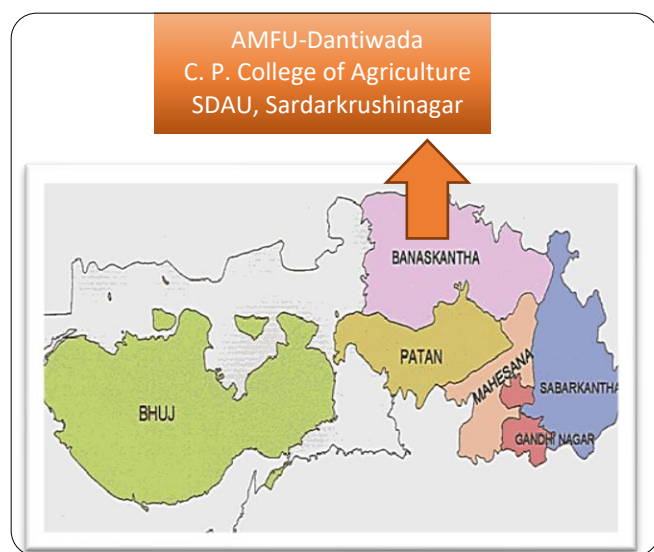 AMFU-Dantiwada
C. P. College of Agriculture
SDAU, Sardarkrushinagar
BANASKANTHA
PATAN
MAHESANA
SABARKANTHA
BHUJ
GANDHI NAGAR